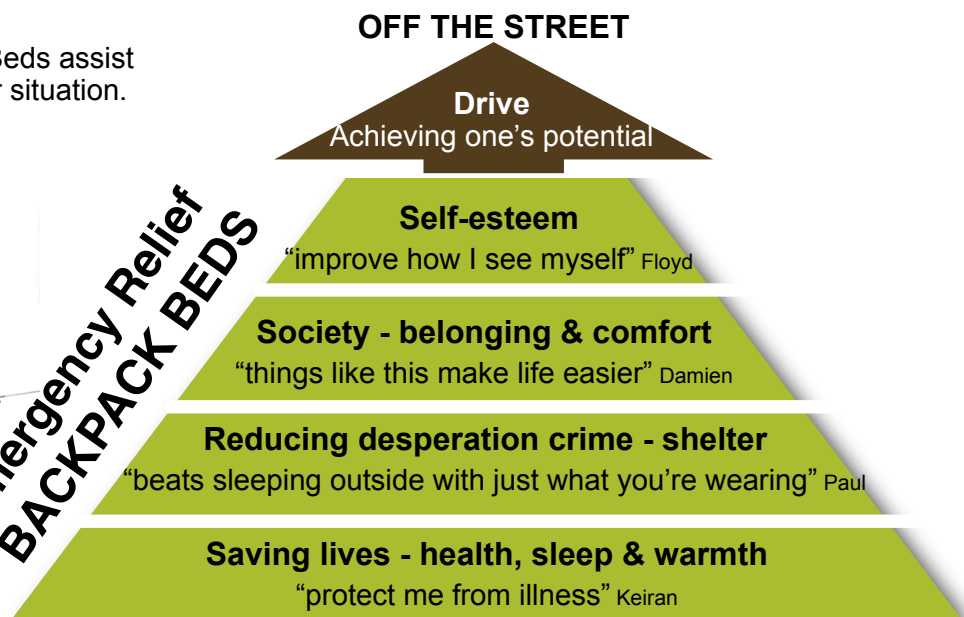 OFF THE STREET
Beds assist
situation.
Drive
Achieving one's potential
Emergency Relief
BACKPACK BEDS
Self-esteem
“improve how I see myself” Floyd
Society - belonging & comfort
“things like this make life easier” Damien
Reducing desperation crime - shelter
“beats sleeping outside with just what you're wearing” Paul
Saving lives - health, sleep & warmth
“protect me from illness” Keiran